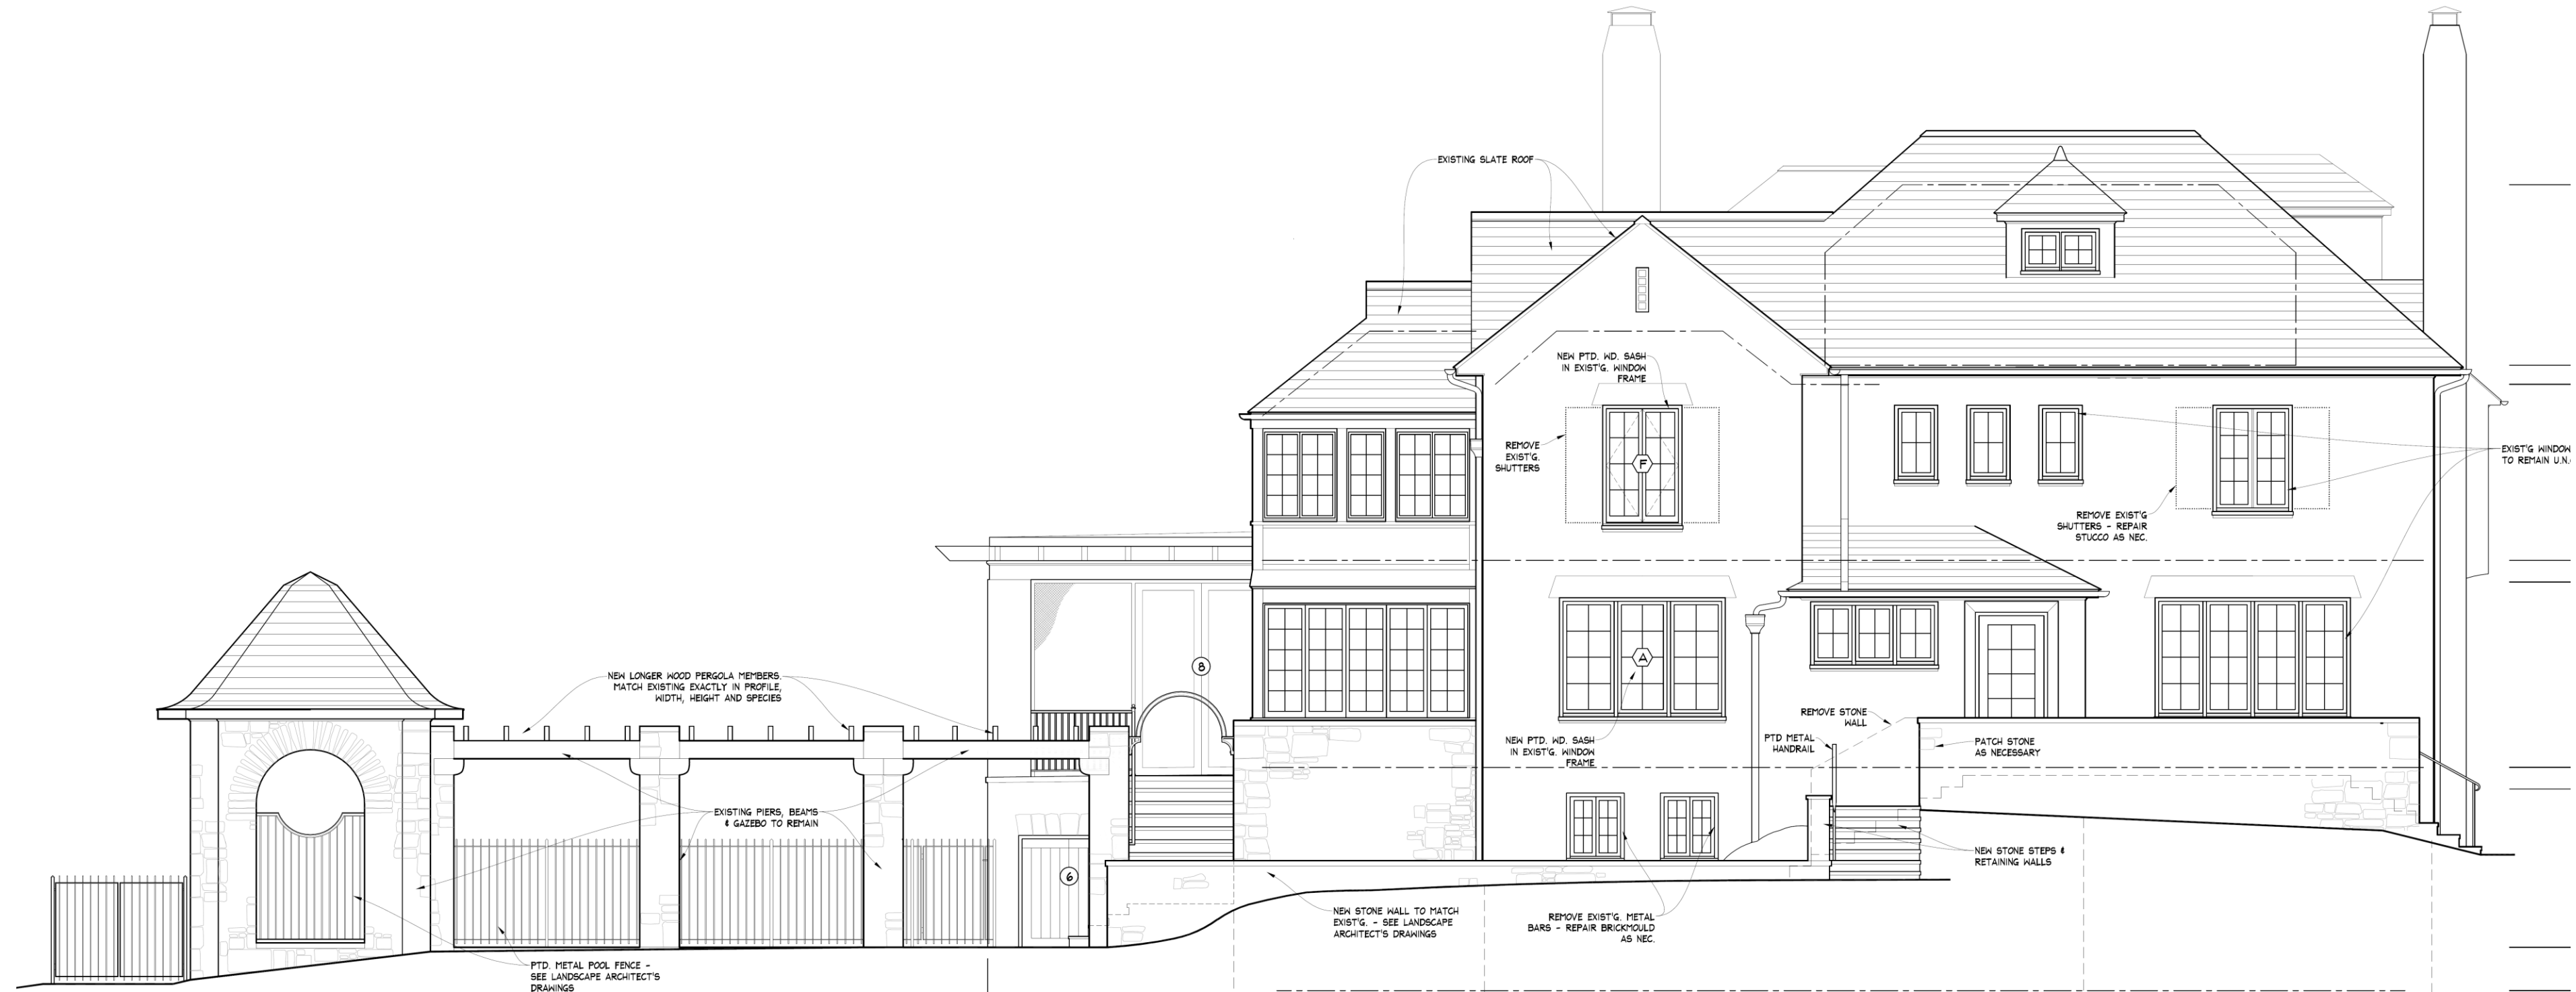 EXISTING SLATE ROOF
NEW PTD. WD. SASH
IN EXIST'G. WINDOW
FRAME
REMOVE
EXIST'G.
SHUTTERS
F
EXIST'G WINDOW
TO REMAIN U.N.
REMOVE EXIST'G
SHUTTERS - REPAIR
STUCCO AS NEC.
NEW LONGER WOOD PERGOLA MEMBERS.
MATCH EXISTING EXACTLY IN PROFILE,
WIDTH, HEIGHT AND SPECIES
8
A
REMOVE STONE
WALL
PTD METAL
HANDRAIL
NEW PTD. WD. SASH
IN EXIST'G. WINDOW
FRAME
PATCH STONE
AS NECESSARY
EXISTING PIERS, BEAMS
& GAZEBO TO REMAIN
NEW STONE STEPS &
RETAINING WALLS
6
NEW STONE WALL TO MATCH
EXIST'G. - SEE LANDSCAPE
ARCHITECT'S DRAWINGS
REMOVE EXIST'G. METAL
BARS - REPAIR BRICKMOULD
AS NEC.
PTD. METAL POOL FENCE -
SEE LANDSCAPE ARCHITECT'S
DRAWINGS